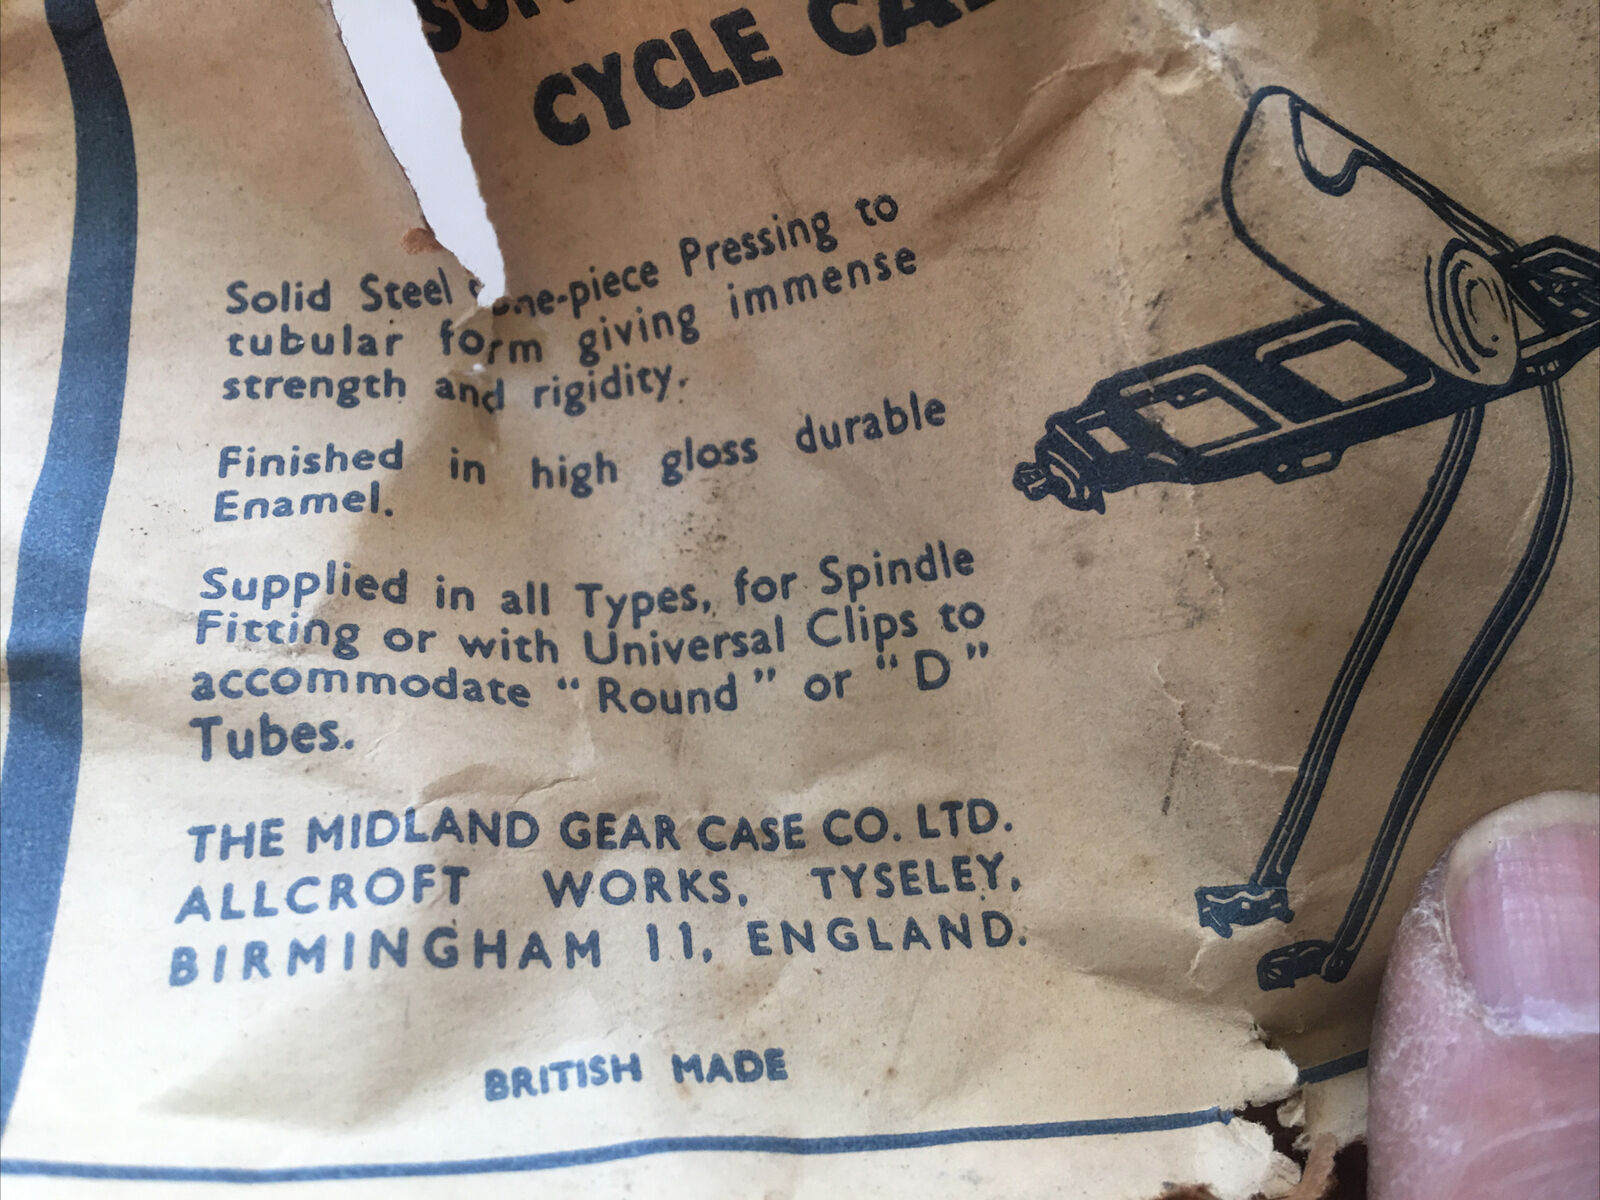 CYCLE
Solid Steel one-piece Pressing to
tubular form giving immense
strength and rigidity.
Finished in high gloss durable
Enamel.
Supplied in all Types, for Spindle
Fitting or with Universal Clips to
accommodate “ Round ” or “ D ”
Tubes.
THE MIDLAND GEAR CASE CO. LTD.
ALLCROFT WORKS, TYSELEY,
BIRMINGHAM 11, ENGLAND.
BRITISH MADE